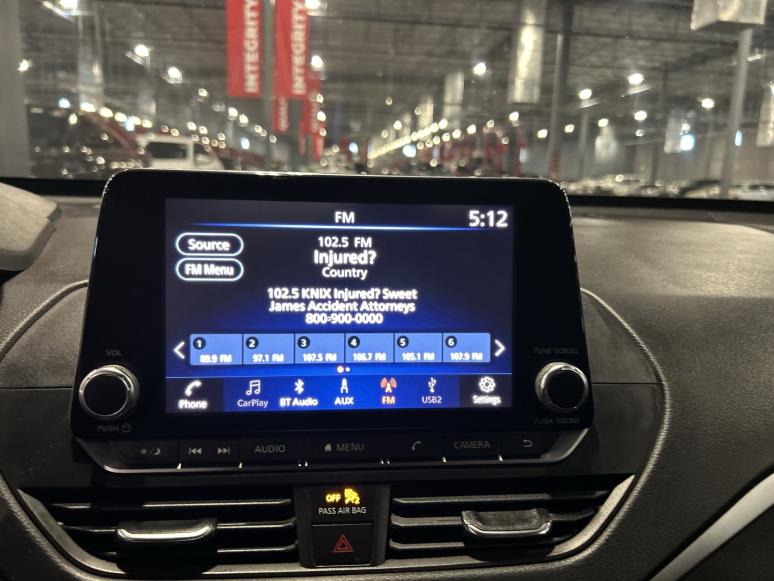 INTEGRITY
INTEGRITY
FM
5:12
Source
102.5 FM
Injured?
FM Menu
Country
102.5 KNIX Injured? Sweet
James Accident Attorneys
800-900-0000
1 2 3 4 5 6
89.9 FM 97.1 FM 107.5 FM 106.7 FM 105.1 FM 107.9 FM
Phone CarPlay BT Audio AUX FM USB2 Settings
VOL
TUNE·SCROLL
PUSH
PUSH SOUND
AUDIO MENU CAMERA
OFF 2
PASS AIR BAG